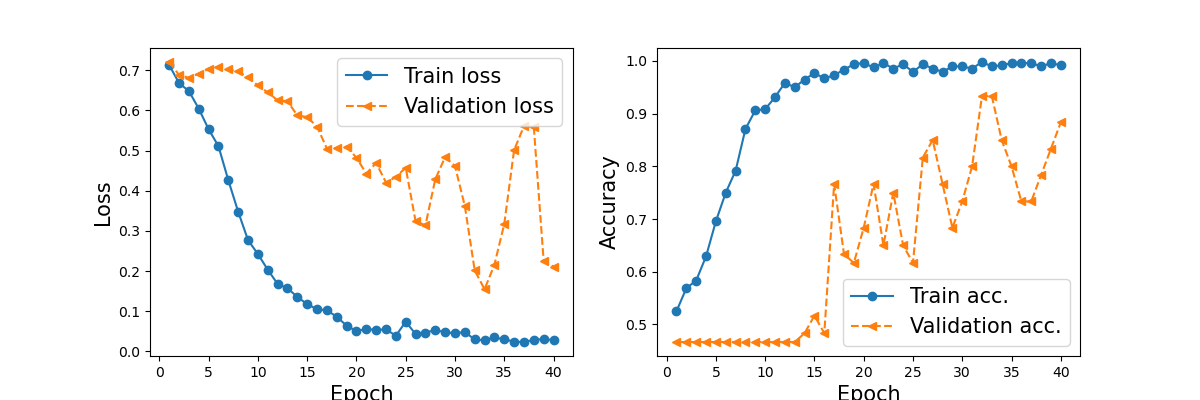 0.7
0.6
0.5
0.4
0.3
0.2
0.1
0.0
Loss
Train loss
Validation loss
0 5 10 15 20 25 30 35 40
Epoch
1.0
0.9
0.8
0.7
0.6
0.5
Accuracy
Train acc.
Validation acc.
0 5 10 15 20 25 30 35 40
Epoch